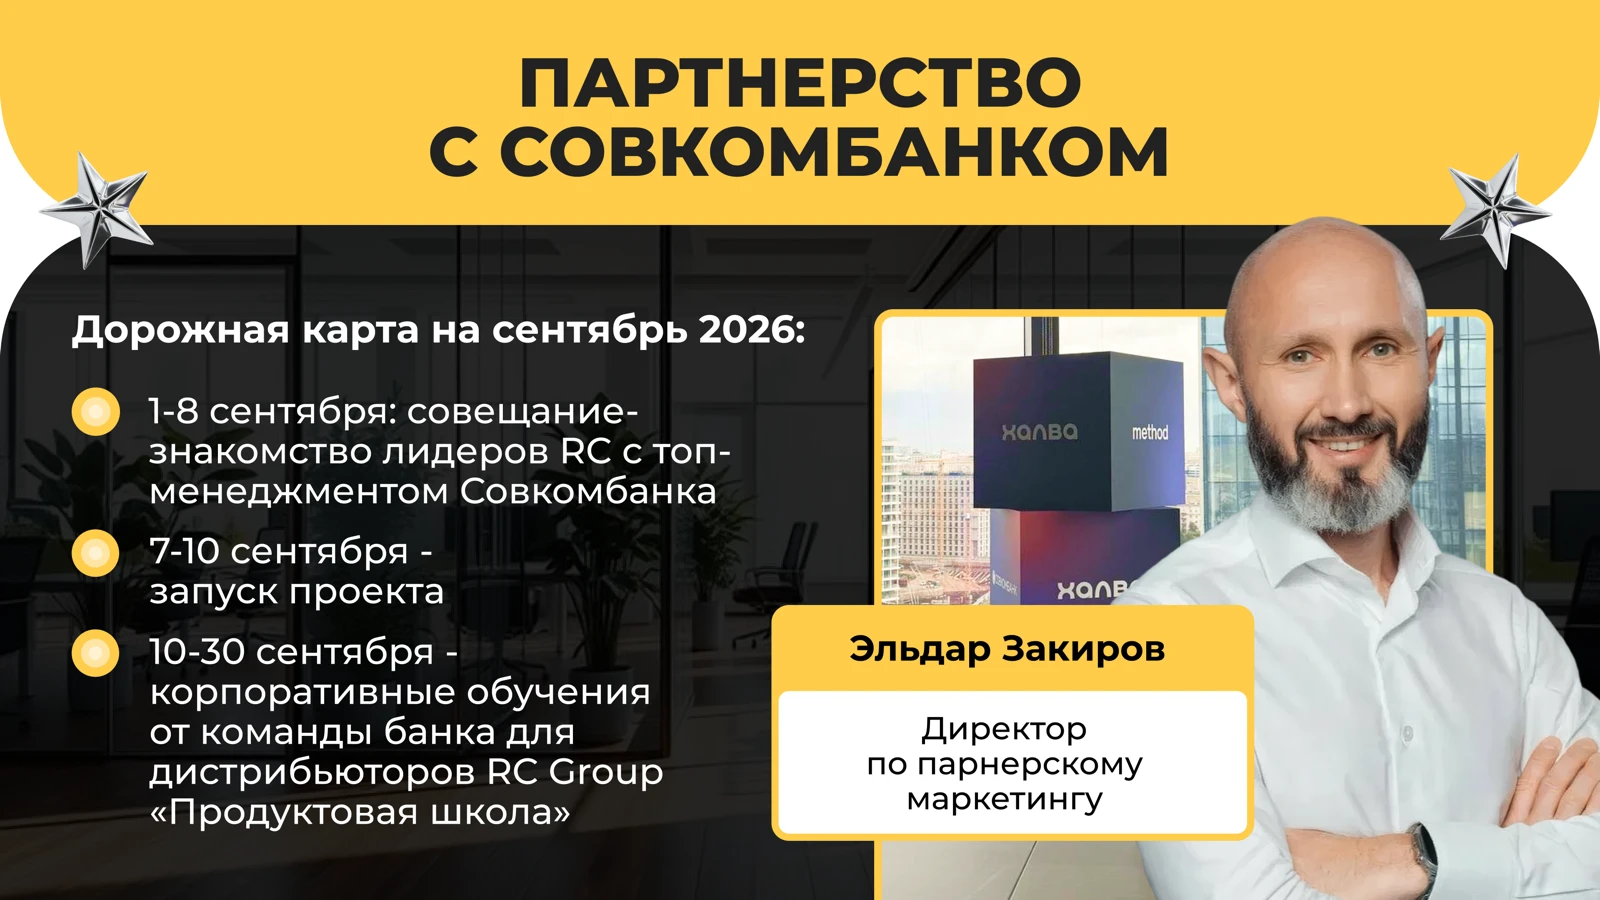 ПАРТНЕРСТВО
С СОВКОМБАНКОМ
Дорожная карта на сентябрь 2026:
1-8 сентября: совещание-
знакомство лидеров RC с топ-
менеджментом Совкомбанка
7-10 сентября -
запуск проекта
10-30 сентября -
корпоративные обучения
от команды банка для
дистрибьюторов RC Group
«Продуктовая школа»
халва
method
халв
Эльдар Закиров
Директор
по парнерскому
маркетингу